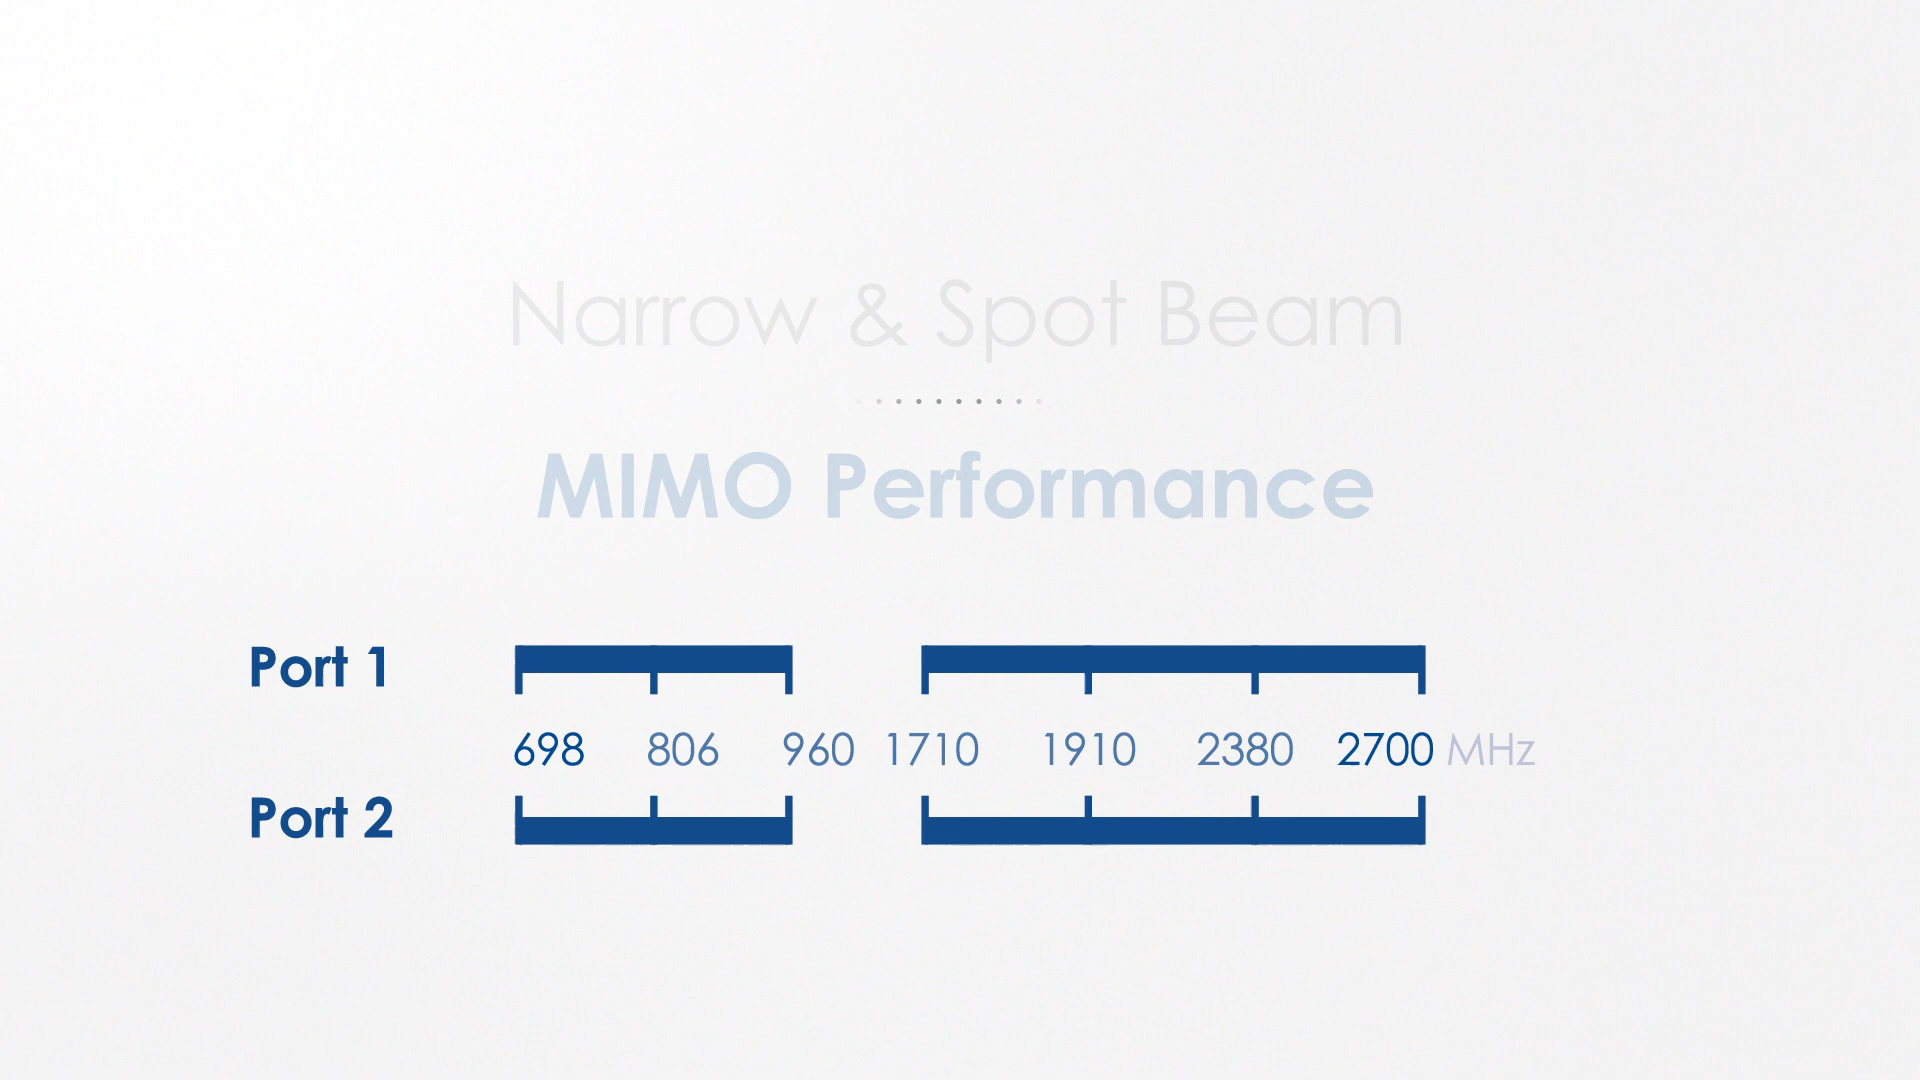 Narrow & Spot Beam
MIMO Performance
Port 1
698 806 960 1710 1910 2380 2700 MHz
Port 2